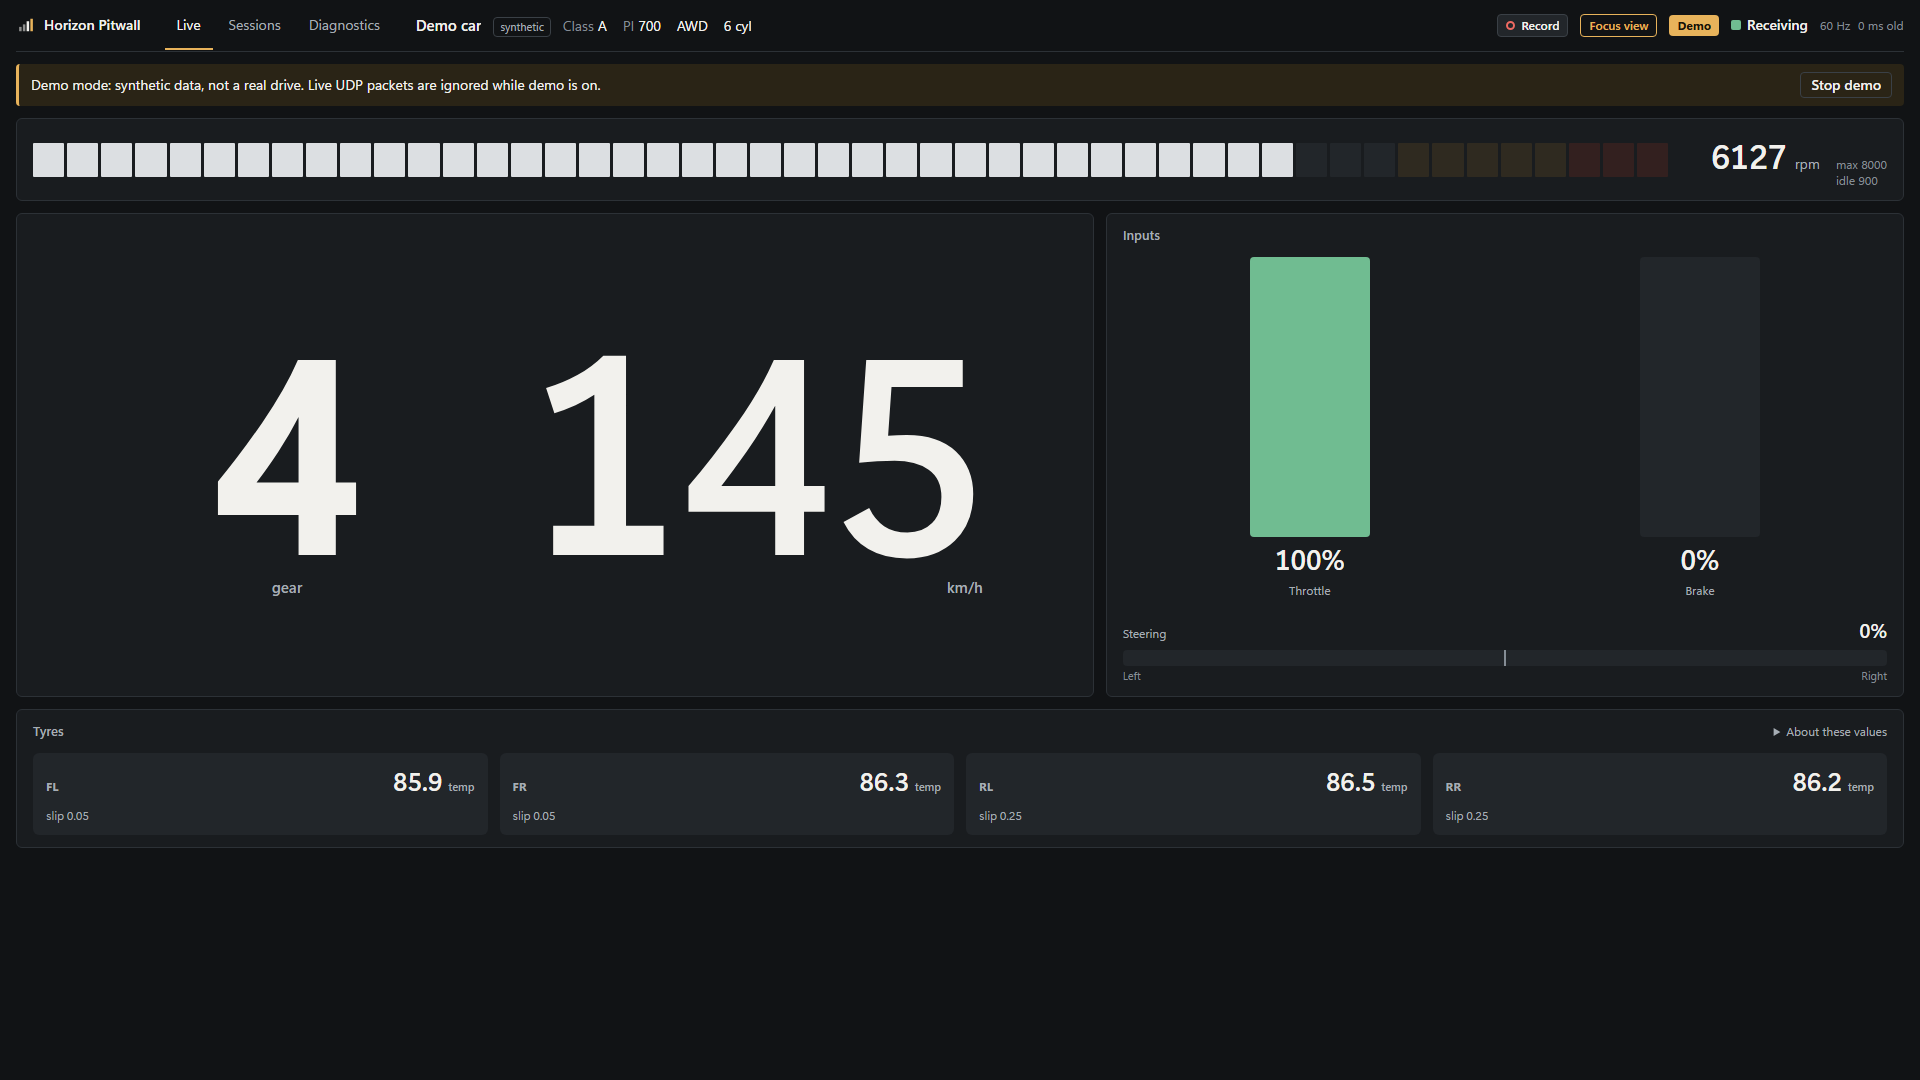 Horizon Pitwall Live Sessions Diagnostics Demo car synthetic Class A PI 700 AWD 6 cyl Record Focus view Demo Receiving 60 Hz 0 ms old
Demo mode: synthetic data, not a real drive. Live UDP packets are ignored while demo is on. Stop demo
6127 rpm max 8000
idle 900
4 145
gear km/h
Inputs
100% 0%
Throttle Brake
Steering 0%
Left Right
Tyres About these values
FL 85.9 temp FR 86.3 temp RL 86.5 temp RR 86.2 temp
slip 0.05 slip 0.05 slip 0.25 slip 0.25